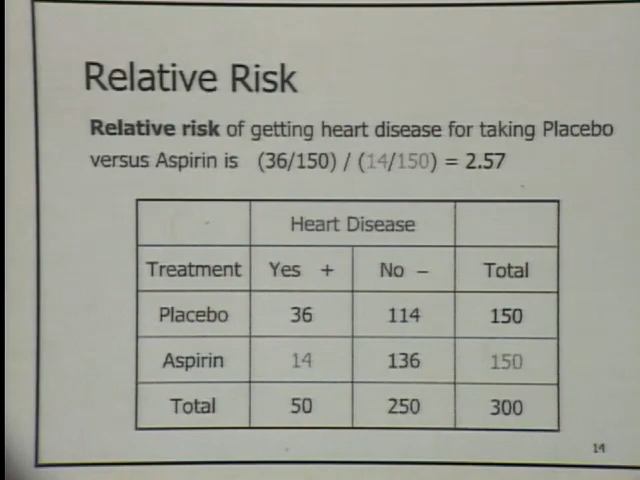 Relative Risk
Relative risk of getting heart disease for taking Placebo
versus Aspirin is (36/150) / (14/150) = 2.57
Heart Disease
Treatment Yes + No – Total
Placebo 36 114 150
Aspirin 14 136 150
Total 50 250 300
14